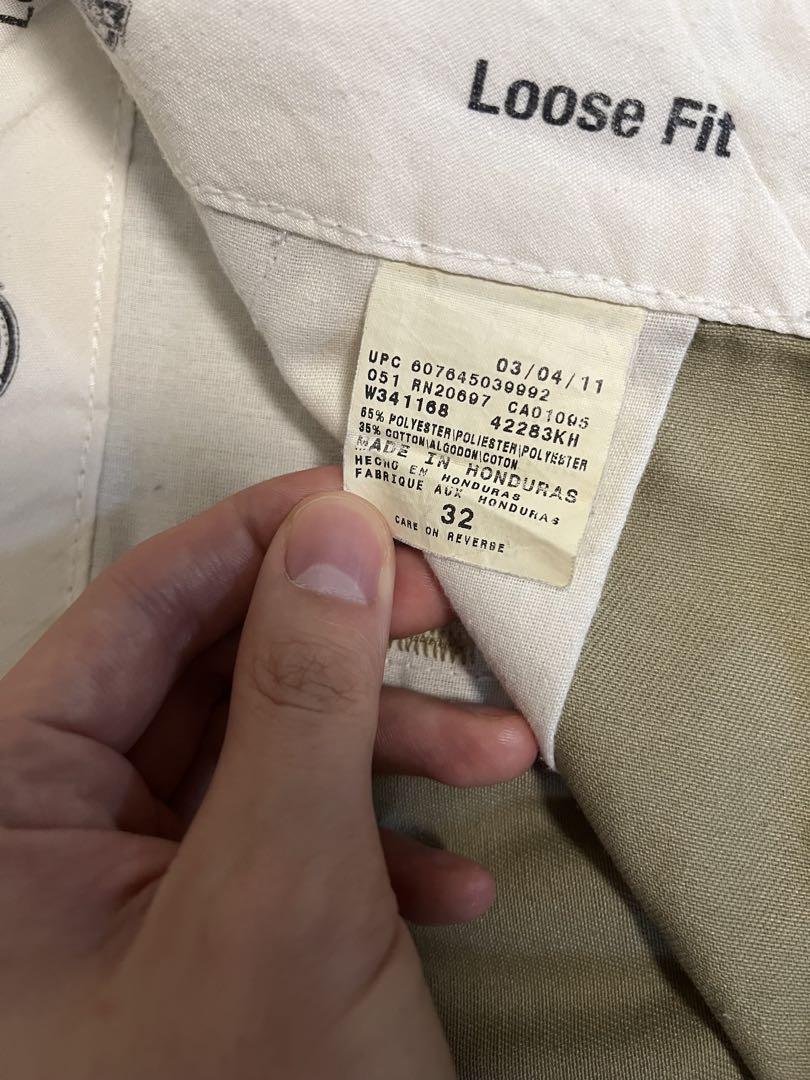 Loose Fit
03/04/11
UPC 607645039992
051 RN20697 CA01095
W341168 42283KH
65% POLYESTER\POLIESTER\POLYESTER
35% COTTON\ALGODON\COTON
MADE IN HONDURAS
HECHO EN HONDURAS
FABRIQUE AUX HONDURAS
32
CARE ON REVERSE